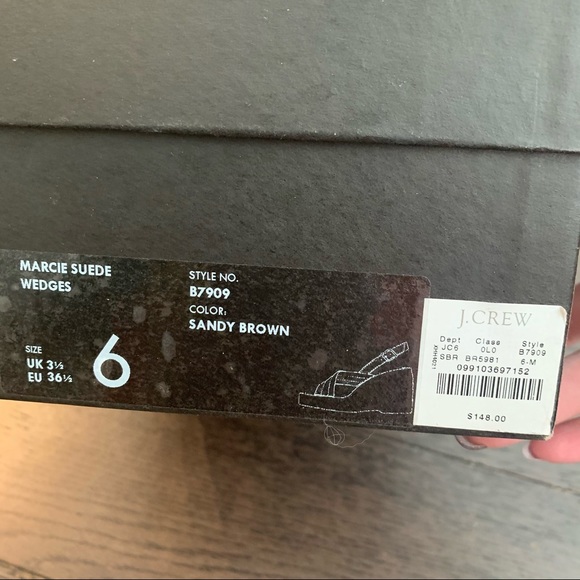 MARCIE SUEDE
WEDGES
STYLE NO.
B7909
COLOR:
SANDY BROWN
SIZE
UK 3½
EU 36½
6
J.CREW
Dept Class Style
JC6 0L0 B7909
SBR BR5981 6-M
099103697152
$148.00